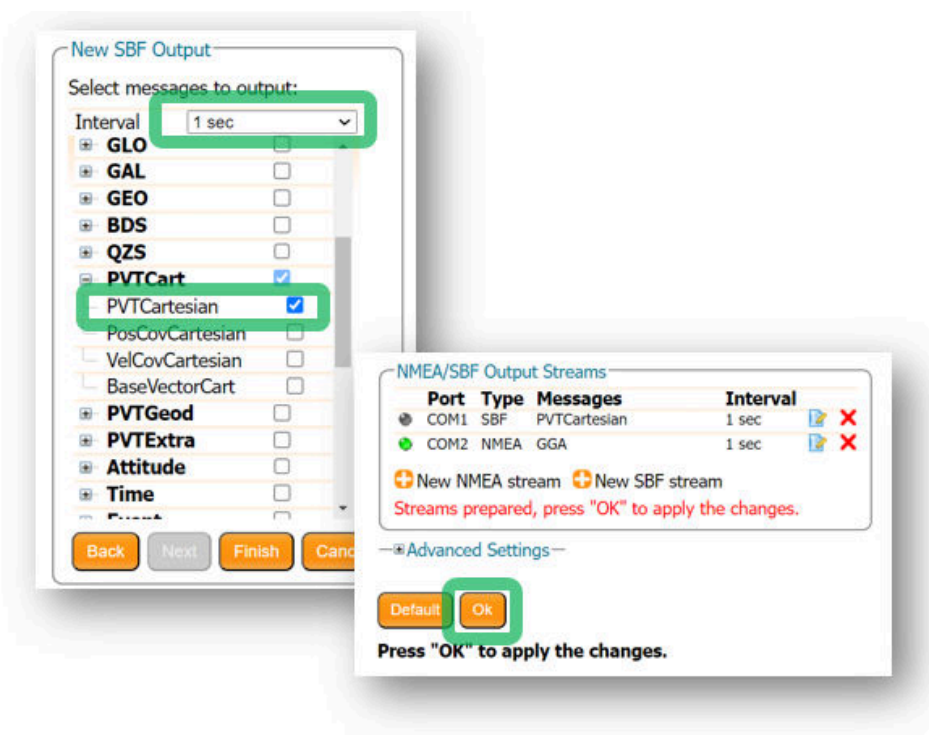 New SBF Output
Select messages to output:
Interval 1 sec
GLO
GAL
GEO
BDS
QZS
PVTCart
PVTCartesian
PosCovCartesian
VelCovCartesian
BaseVectorCart
PVTGeod
PVTExtra
Attitude
Time
Event
Back Next Finish Canc
NMEA/SBF Output Streams
Port Type Messages Interval
COM1 SBF PVTCartesian 1 sec
COM2 NMEA GGA 1 sec
New NMEA stream New SBF stream
Streams prepared, press "OK" to apply the changes.
Advanced Settings
Default Ok
Press "OK" to apply the changes.